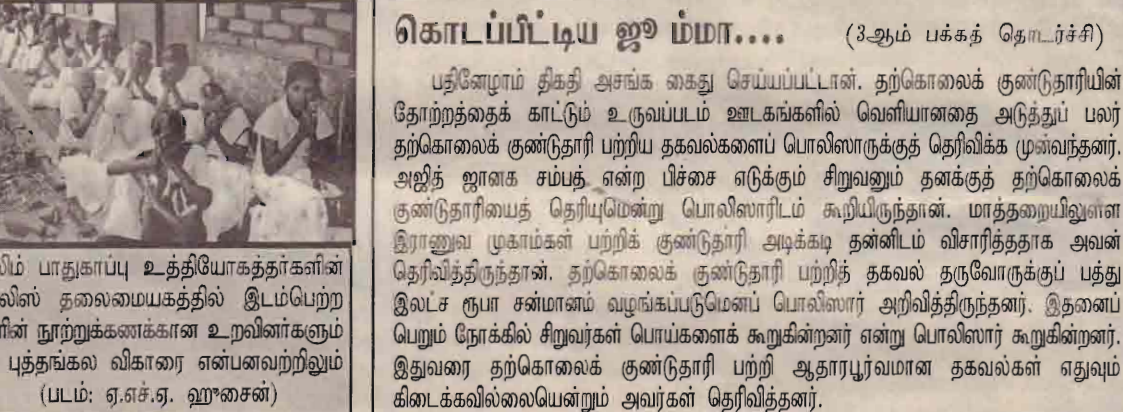 லிம் பாதுகாப்பு உத்தியோகத்தர்களின்
லிஸ் தலைமையகத்தில் இடம்பெற்ற
ரின் நூற்றுக்கணக்கான உறவினர்களும்
புத்தங்கல விகாரை என்பனவற்றிலும்
(படம்: ஏ.எச்.ஏ. ஹுசைன்)
கொடப்பிட்டிய ஜூ ம்மா.... (3ஆம் பக்கத் தொடர்ச்சி)
பதினேழாம் திகதி அசங்க கைது செய்யப்பட்டான். தற்கொலைக் குண்டுதாரியின்
தோற்றத்தைக் காட்டும் உருவப்படம் ஊடகங்களில் வெளியானதை அடுத்துப் பலர்
தற்கொலைக் குண்டுதாரி பற்றிய தகவல்களைப் பொலிஸாருக்குத் தெரிவிக்க முன்வந்தனர்.
அஜித் ஜானக சம்பத் என்ற பிச்சை எடுக்கும் சிறுவனும் தனக்குத் தற்கொலைக்
குண்டுதாரியைத் தெரியுமென்று பொலிஸாரிடம் கூறியிருந்தான். மாத்தறையிலுள்ள
இராணுவ முகாம்கள் பற்றிக் குண்டுதாரி அடிக்கடி தன்னிடம் விசாரித்ததாக அவன்
தெரிவித்திருந்தான். தற்கொலைக் குண்டுதாரி பற்றித் தகவல் தருவோருக்குப் பத்து
இலட்ச ரூபா சன்மானம் வழங்கப்படுமெனப் பொலிஸார் அறிவித்திருந்தனர். இதனைப்
பெறும் நோக்கில் சிறுவர்கள் பொய்களைக் கூறுகின்றனர் என்று பொலிஸார் கூறுகின்றனர்.
இதுவரை தற்கொலைக் குண்டுதாரி பற்றி ஆதாரபூர்வமான தகவல்கள் எதுவும்
கிடைக்கவில்லையென்றும் அவர்கள் தெரிவித்தனர்.